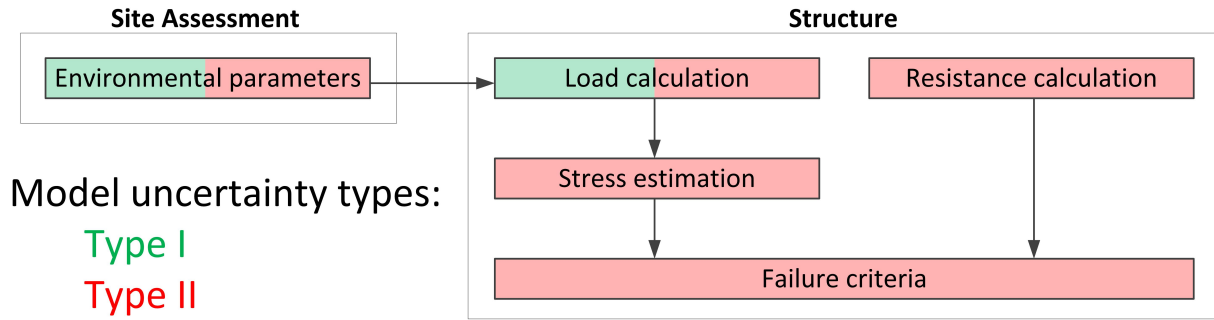 Site Assessment
Structure
Environmental parameters
Load calculation
Resistance calculation
Stress estimation
Failure criteria
Model uncertainty types:
Type I
Type II